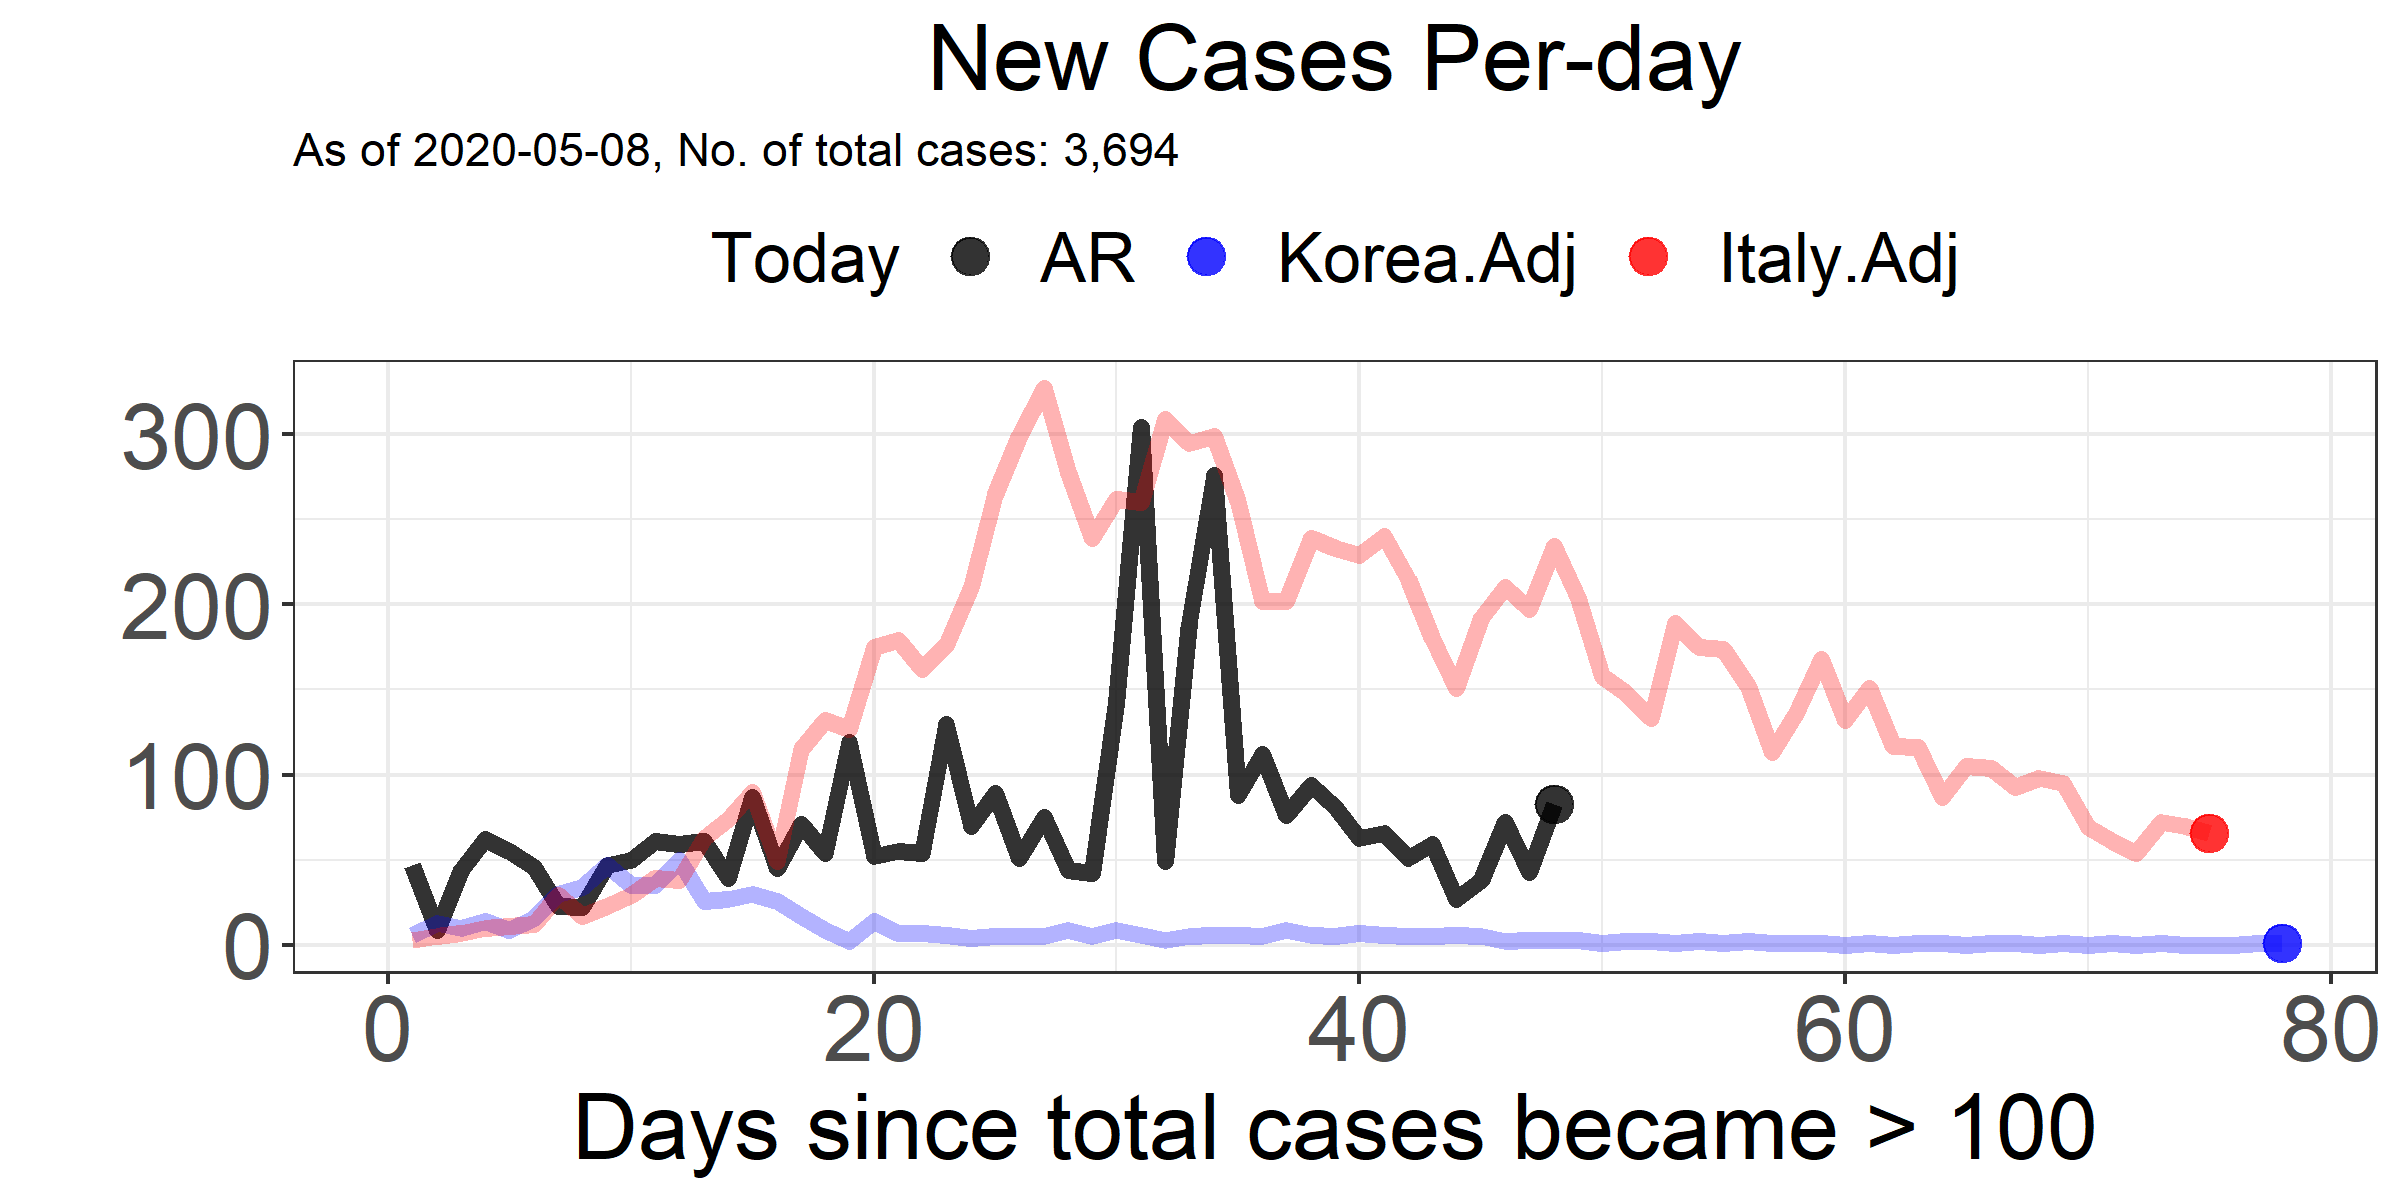 New Cases Per-day
As of 2020-05-08, No. of total cases: 3,694
Today AR Korea.Adj Italy.Adj
300
200
100
0
0 20 40 60 80
Days since total cases became > 100